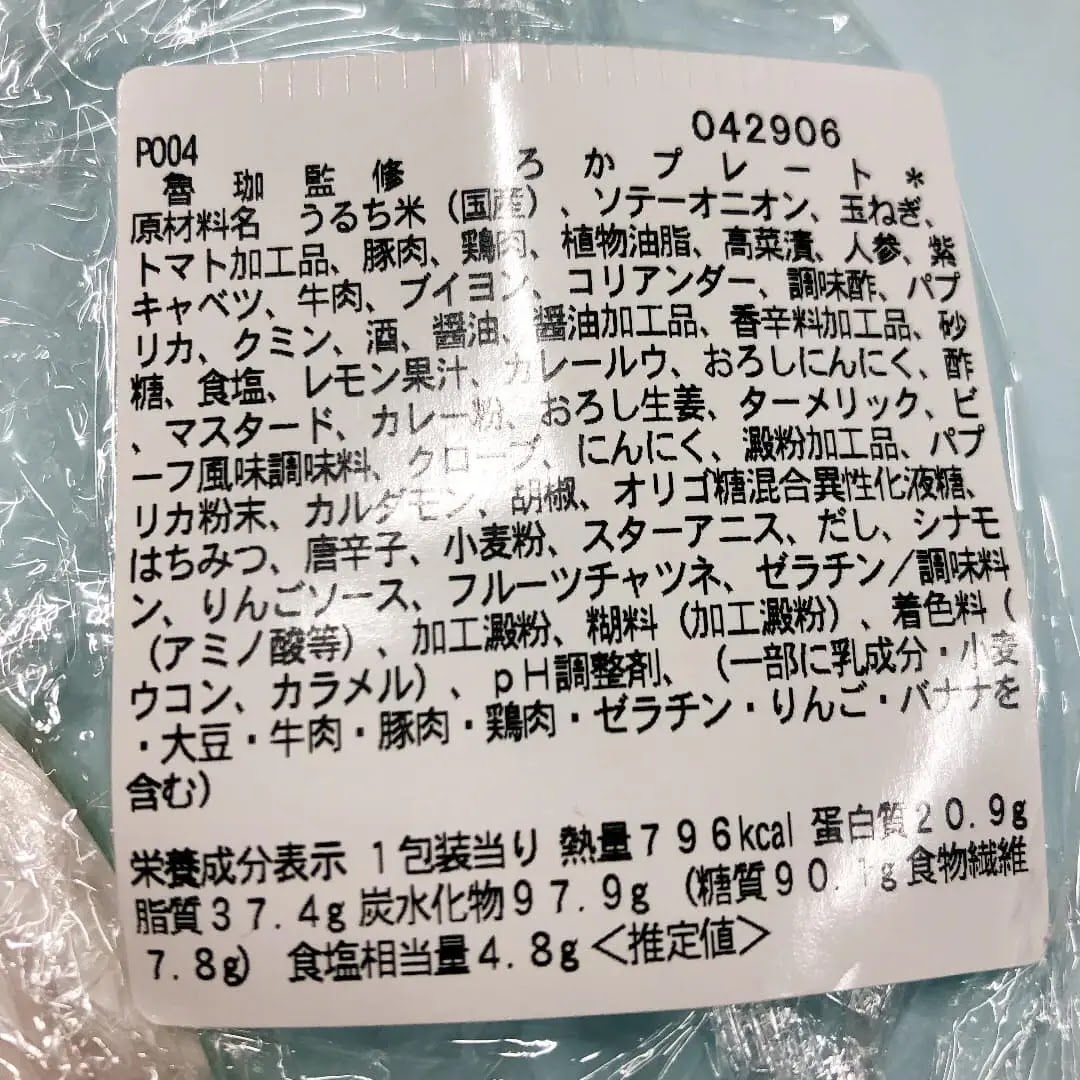 042906
P004
魯珈監修 ろかプレート*
原材料名 うるち米(国産)、ソテーオニオン、玉ねぎ、
トマト加工品、豚肉、鶏肉、植物油脂、高菜漬、人参、紫
キャベツ、牛肉、ブイヨン、コリアンダー、調味酢、パプ
リカ、クミン、酒、醤油、醤油加工品、香辛料加工品、砂
糖、食塩、レモン果汁、カレールウ、おろしにんにく、酢
、マスタード、カレー粉、おろし生姜、ターメリック、ビ
ーフ風味調味料、クローブ、にんにく、澱粉加工品、パプ
リカ粉末、カルダモン、胡椒、オリゴ糖混合異性化液糖、
はちみつ、唐辛子、小麦粉、スターアニス、だし、シナモ
ン、りんごソース、フルーツチャツネ、ゼラチン/調味料
(アミノ酸等)、加工澱粉、糊料(加工澱粉)、着色料(
ウコン、カラメル)、pH調整剤、(一部に乳成分・小麦
・大豆・牛肉・豚肉・鶏肉・ゼラチン・りんご・バナナを
含む)
栄養成分表示 1包装当り 熱量796kcal 蛋白質20.9g
脂質37.4g 炭水化物97.9g (糖質90.1g 食物繊維
7.8g) 食塩相当量4.8g <推定値>